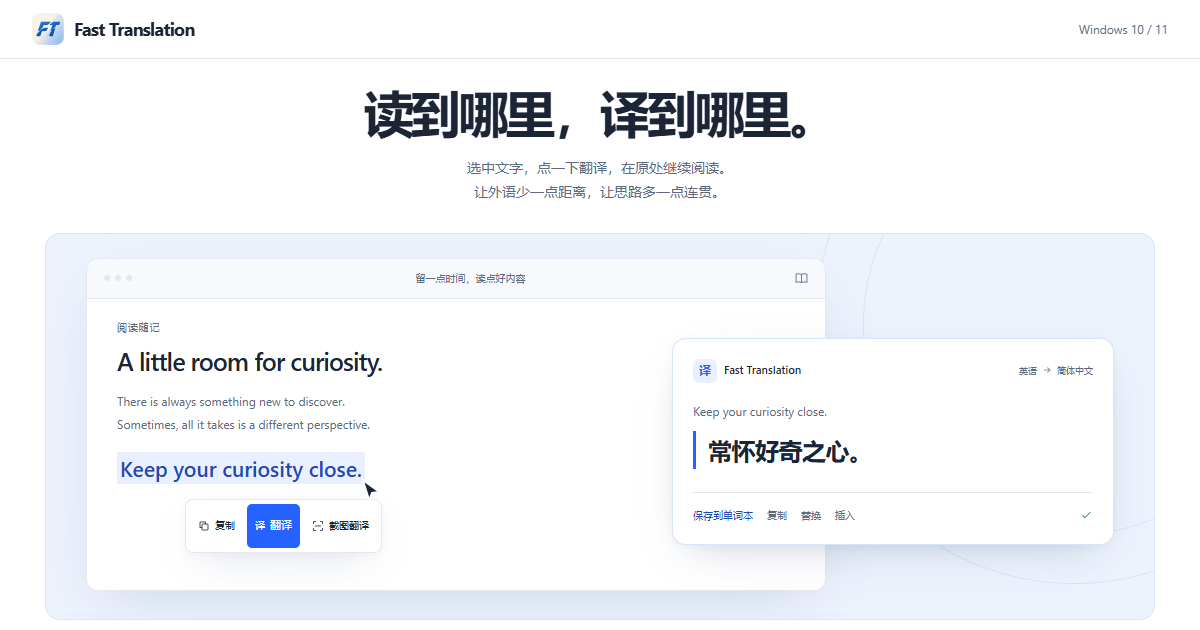 FT Fast Translation
Windows 10 / 11
读到哪里，译到哪里。
选中文字，点一下翻译，在原处继续阅读。
让外语少一点距离，让思路多一点连贯。
留一点时间，读点好内容
阅读随记
A little room for curiosity.
There is always something new to discover.
Sometimes, all it takes is a different perspective.
Keep your curiosity close.
复制
译 翻译
截图翻译
译 Fast Translation
英语 → 简体中文
Keep your curiosity close.
常怀好奇之心。
保存到单词本 复制 替换 插入